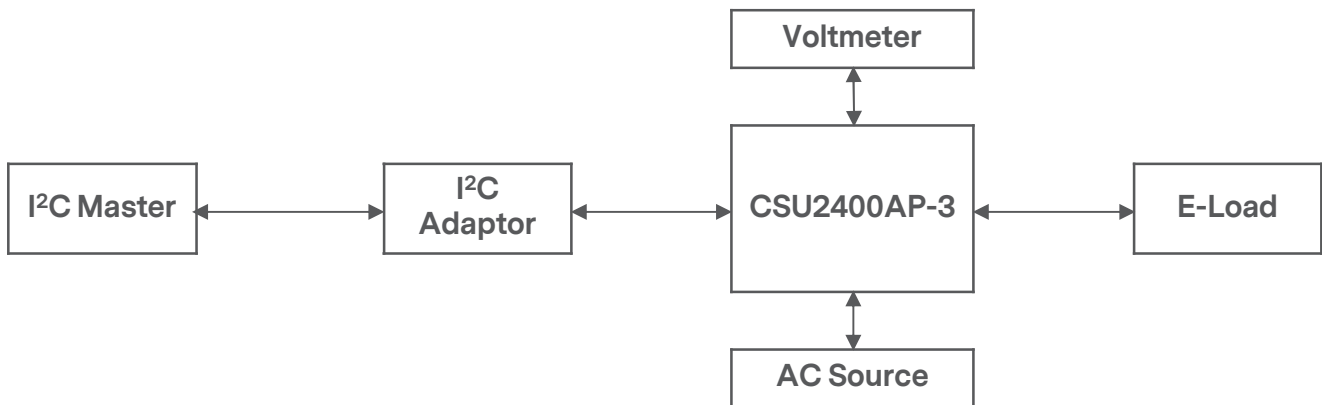 Voltmeter
I²C Master
I²C
Adaptor
CSU2400AP-3
E-Load
AC Source